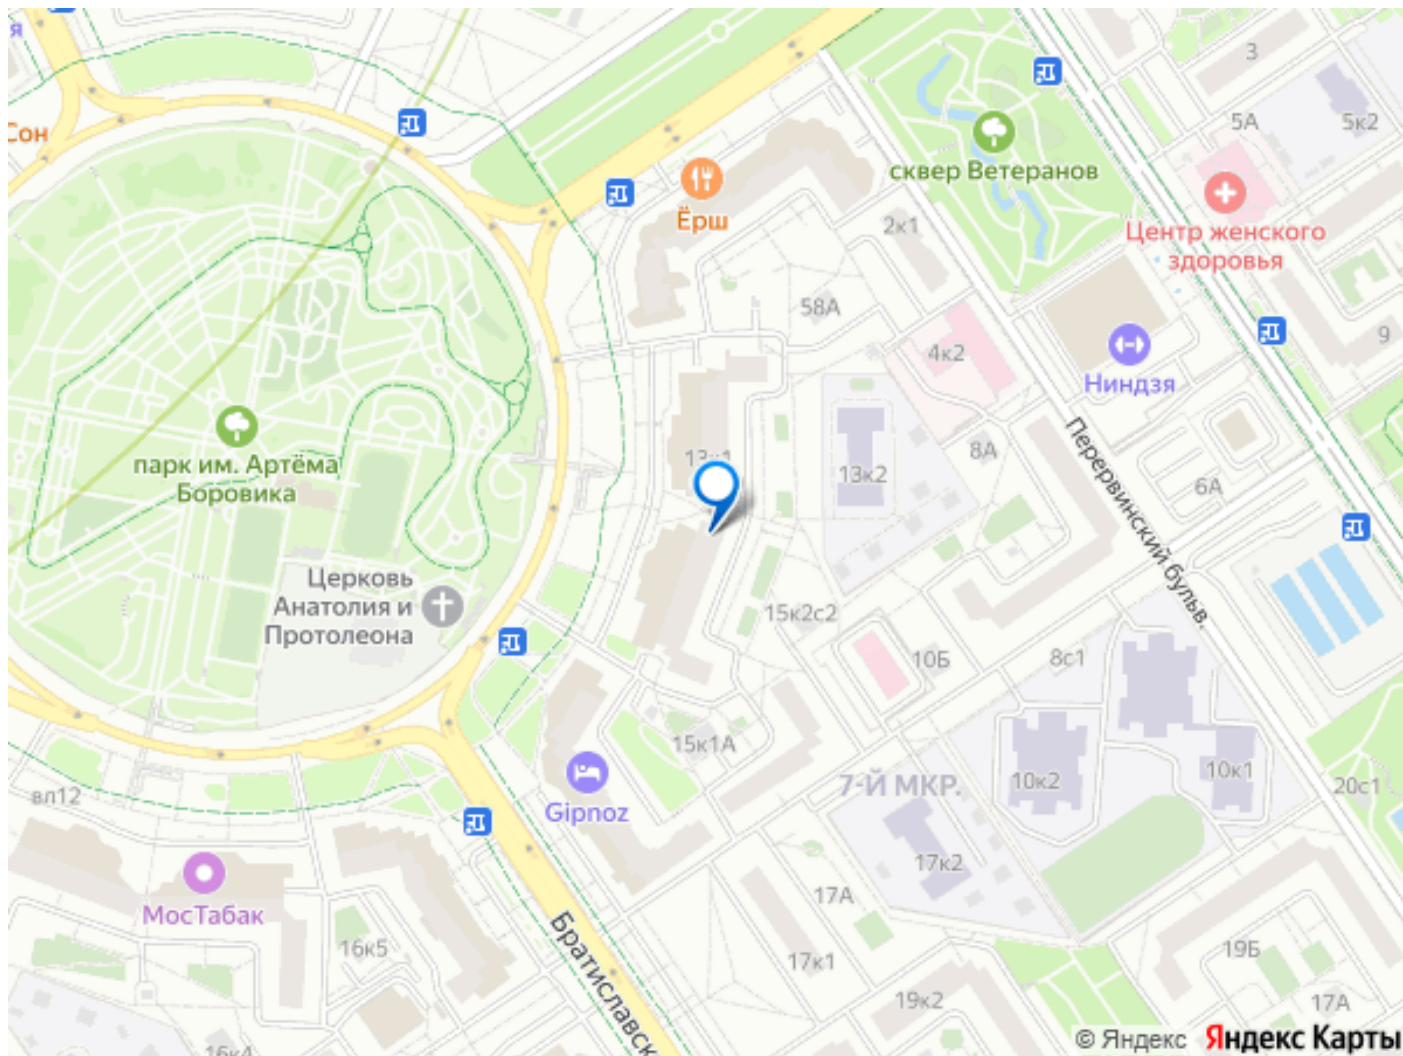 я
Сон
3
5А
5к2
сквер Ветеранов
Ёрш
2к1
Центр женского
здоровья
58А
4к2
9
Ниндзя
парк им. Артёма
Боровика
13к1
13к2
8А
6А
Перервинский бульв.
Церковь
Анатолия и
Протолеона
15к2с2
10Б
8с1
15к1А
7-Й МКР.
10к2
10к1
20с1
вл12
Gipnoz
17к2
МосТабак
17А
16к5
Братиславск
17к1
19Б
19к2
17А
16к4
© Яндекс Яндекс Карты